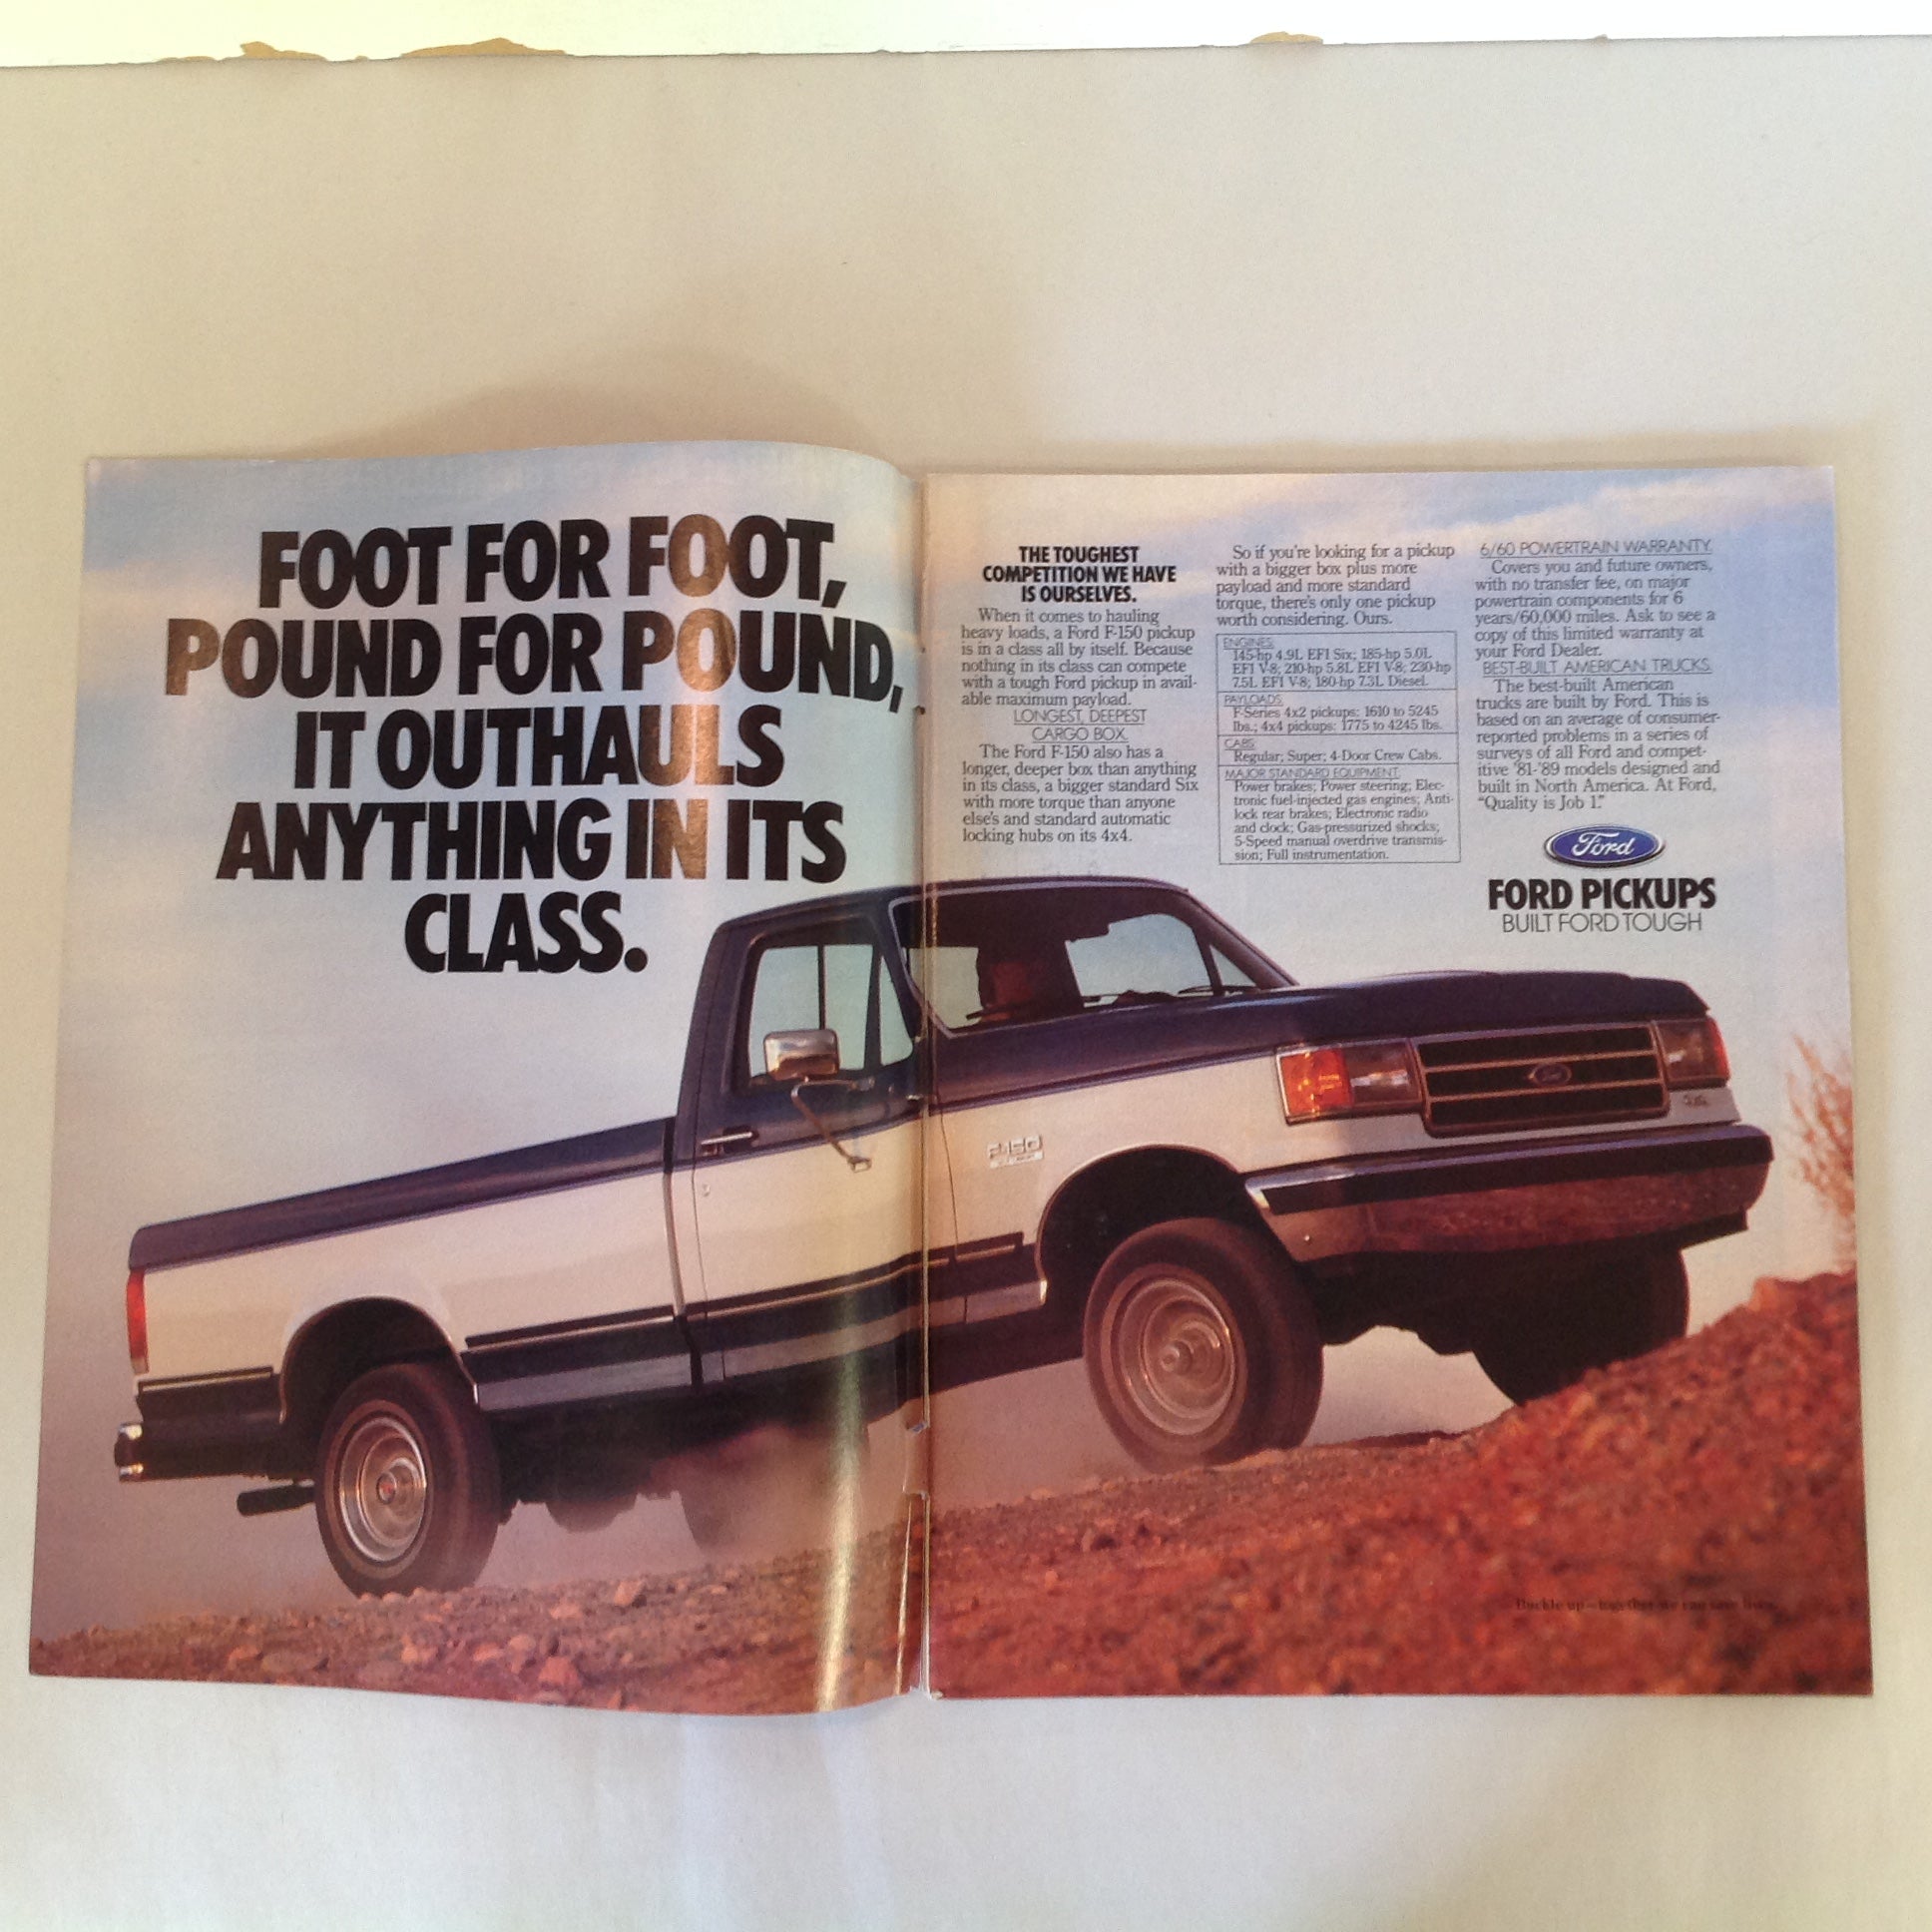 FOOT FOR FOOT,
POUND FOR POUND,
IT OUTHAULS
ANYTHING IN ITS
CLASS.
THE TOUGHEST
COMPETITION WE HAVE
IS OURSELVES.
When it comes to hauling
heavy loads, a Ford F-150 pickup
is in a class all by itself. Because
nothing in its class can compete
with a tough Ford pickup in avail-
able maximum payload.
LONGEST, DEEPEST
CARGO BOX.
The Ford F-150 also has a
longer, deeper box than anything
in its class, a bigger standard Six
with more torque than anyone
else's and standard automatic
locking hubs on its 4x4.
So if you're looking for a pickup
with a bigger box plus more
payload and more standard
torque, there's only one pickup
worth considering. Ours.
ENGINES:
145-hp 4.9L EFI Six; 185-hp 5.0L
EFI V-8; 210-hp 5.8L EFI V-8; 230-hp
7.5L EFI V-8; 180-hp 7.3L Diesel.
PAYLOADS:
F-Series 4x2 pickups: 1610 to 5245
lbs.; 4x4 pickups: 1775 to 4245 lbs.
CABS:
Regular; Super; 4-Door Crew Cabs.
MAJOR STANDARD EQUIPMENT:
Power brakes; Power steering; Elec-
tronic fuel-injected gas engines; Anti-
lock rear brakes; Electronic radio
and clock; Gas-pressurized shocks;
5-Speed manual overdrive transmis-
sion; Full instrumentation.
6/60 POWERTRAIN WARRANTY.
Covers you and future owners,
with no transfer fee, on major
powertrain components for 6
years/60,000 miles. Ask to see a
copy of this limited warranty at
your Ford Dealer.
BEST-BUILT AMERICAN TRUCKS.
The best-built American
trucks are built by Ford. This is
based on an average of consumer-
reported problems in a series of
surveys of all Ford and compet-
itive '81-'89 models designed and
built in North America. At Ford,
"Quality is Job 1."
Ford
FORD PICKUPS
BUILT FORD TOUGH
Ford
F-150
Buckle up—together we can save lives.